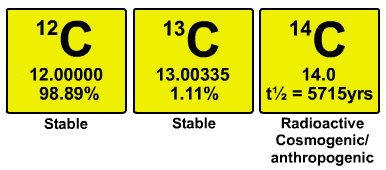 ¹²C
12.00000
98.89%
Stable
¹³C
13.00335
1.11%
Stable
¹⁴C
14.0
t½ = 5715yrs
Radioactive
Cosmogenic/
anthropogenic